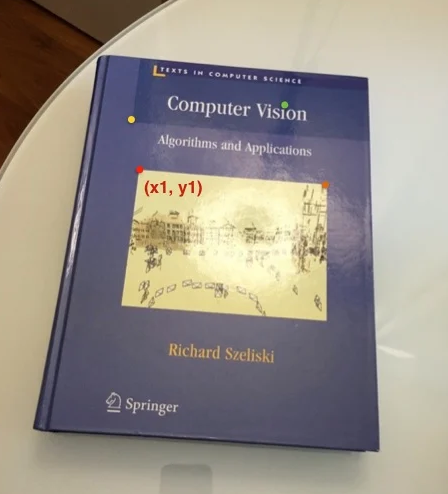 TEXTS IN COMPUTER SCIENCE
Computer Vision
Algorithms and Applications
(x1, y1)
Richard Szeliski
Springer